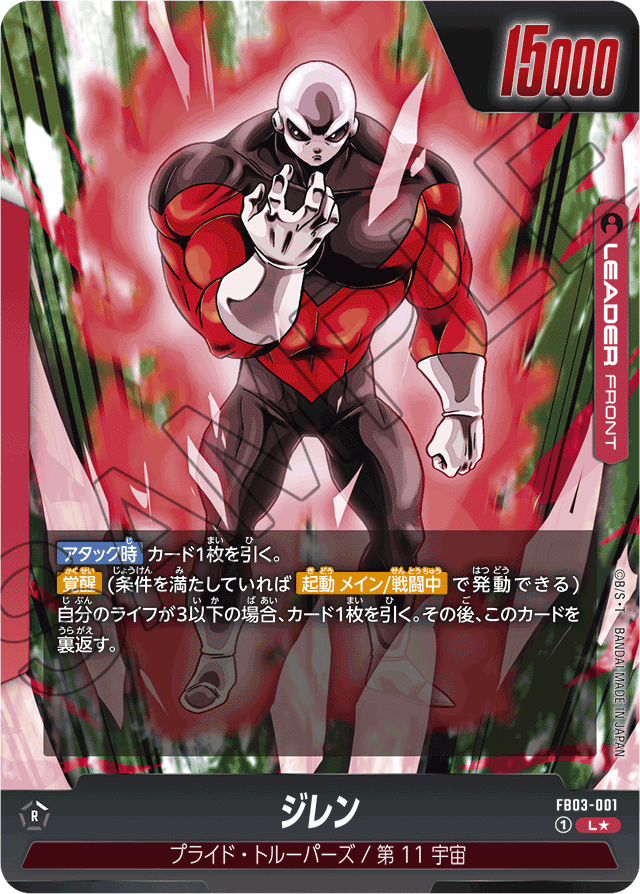 15000
LEADER FRONT
SAMPLE
アタック時 カード1枚を引く。
覚醒 (条件を満たしていれば 起動 メイン/戦闘中 で発動できる)
自分のライフが3以下の場合、カード1枚を引く。その後、このカードを
裏返す。
©B/S・T BANDAI MADE IN JAPAN
R
ジレン
FB03-001
1 L★
プライド・トルーパーズ / 第 11 宇宙